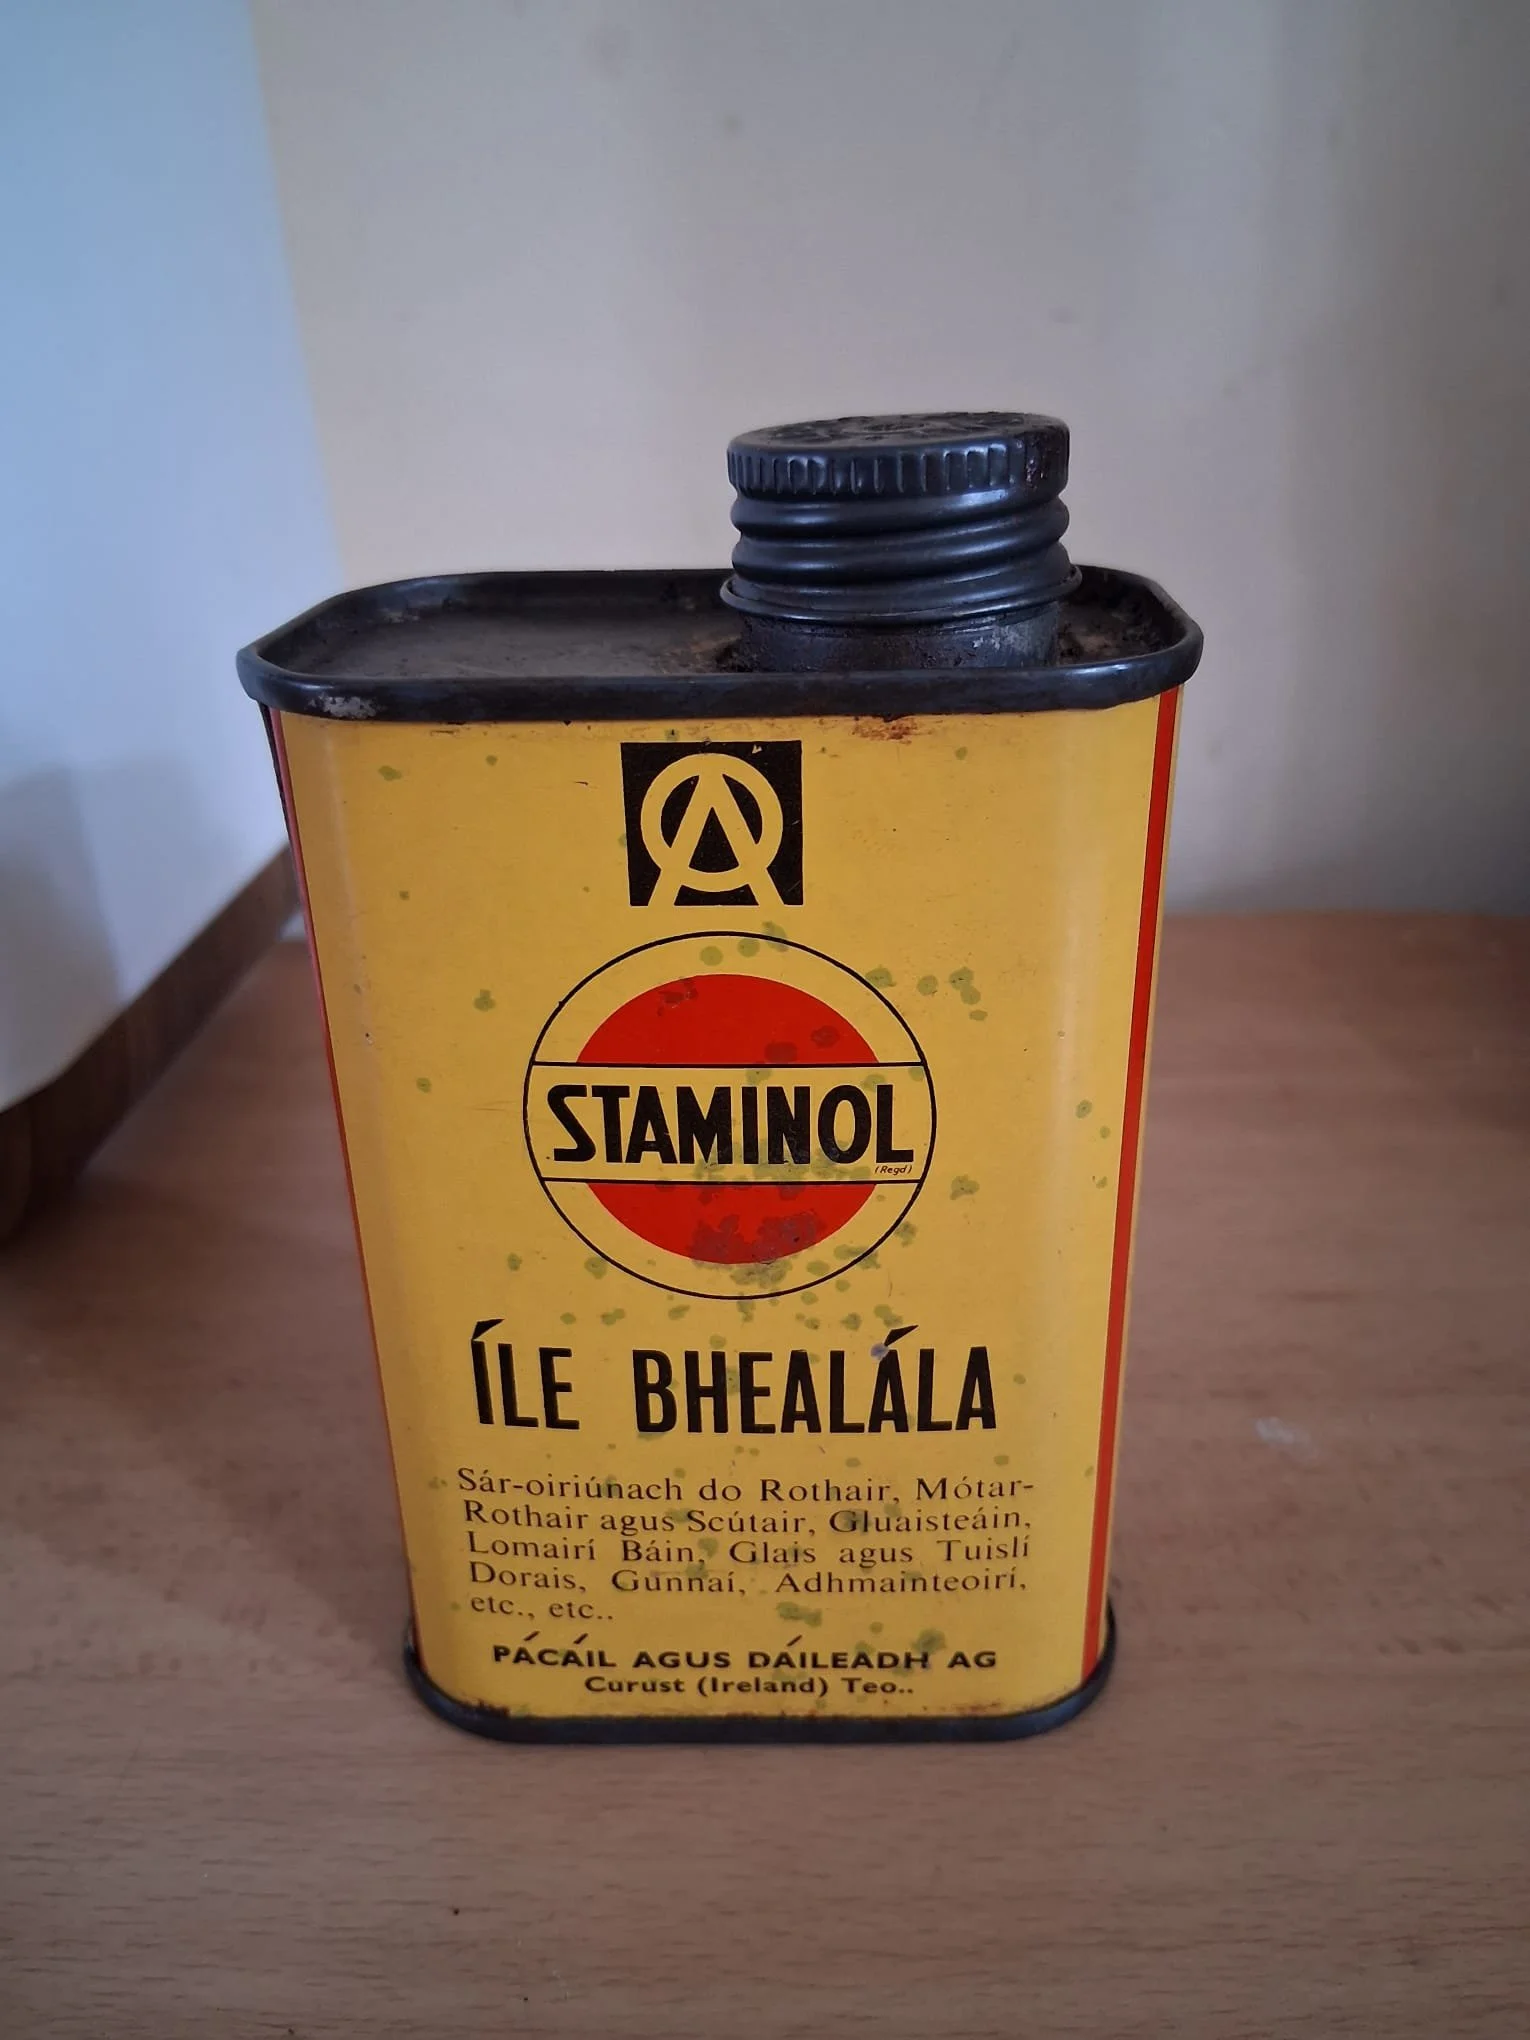 STAMINOL
(Regd)
ÍLE BHEALÁLA
Sár-oiriúnach do Rothair, Mótar-
Rothair agus Scútair, Gluaisteáin,
Lomairí Báin, Glais agus Tuislí
Dorais, Gunnaí, Adhmainteoirí,
etc., etc..
PÁCÁIL AGUS DÁILEADH AG
Curust (Ireland) Teo..